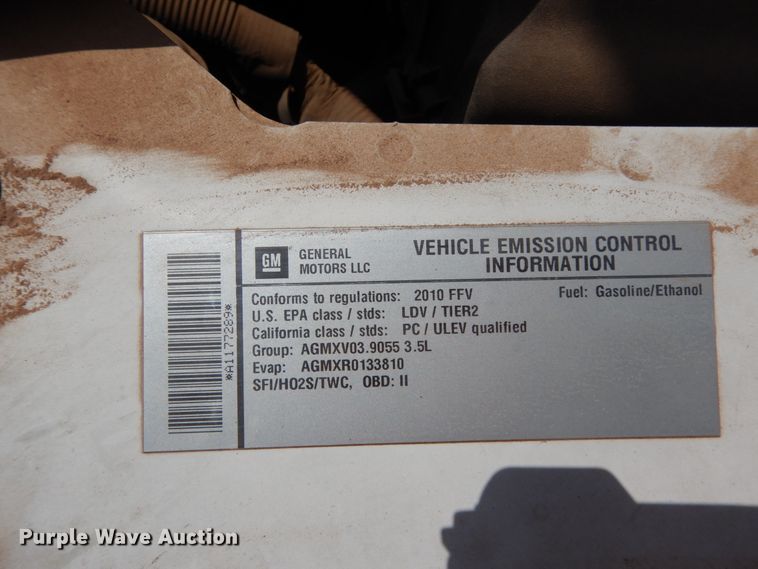 GM
GENERAL
MOTORS LLC
VEHICLE EMISSION CONTROL
INFORMATION
Conforms to regulations: 2010 FFV
Fuel: Gasoline/Ethanol
U.S. EPA class / stds: LDV / TIER2
California class / stds: PC / ULEV qualified
Group: AGMXV03.9055 3.5L
Evap: AGMXR0133810
SFI/HO2S/TWC, OBD: II
*A1177289*
Purple Wave Auction